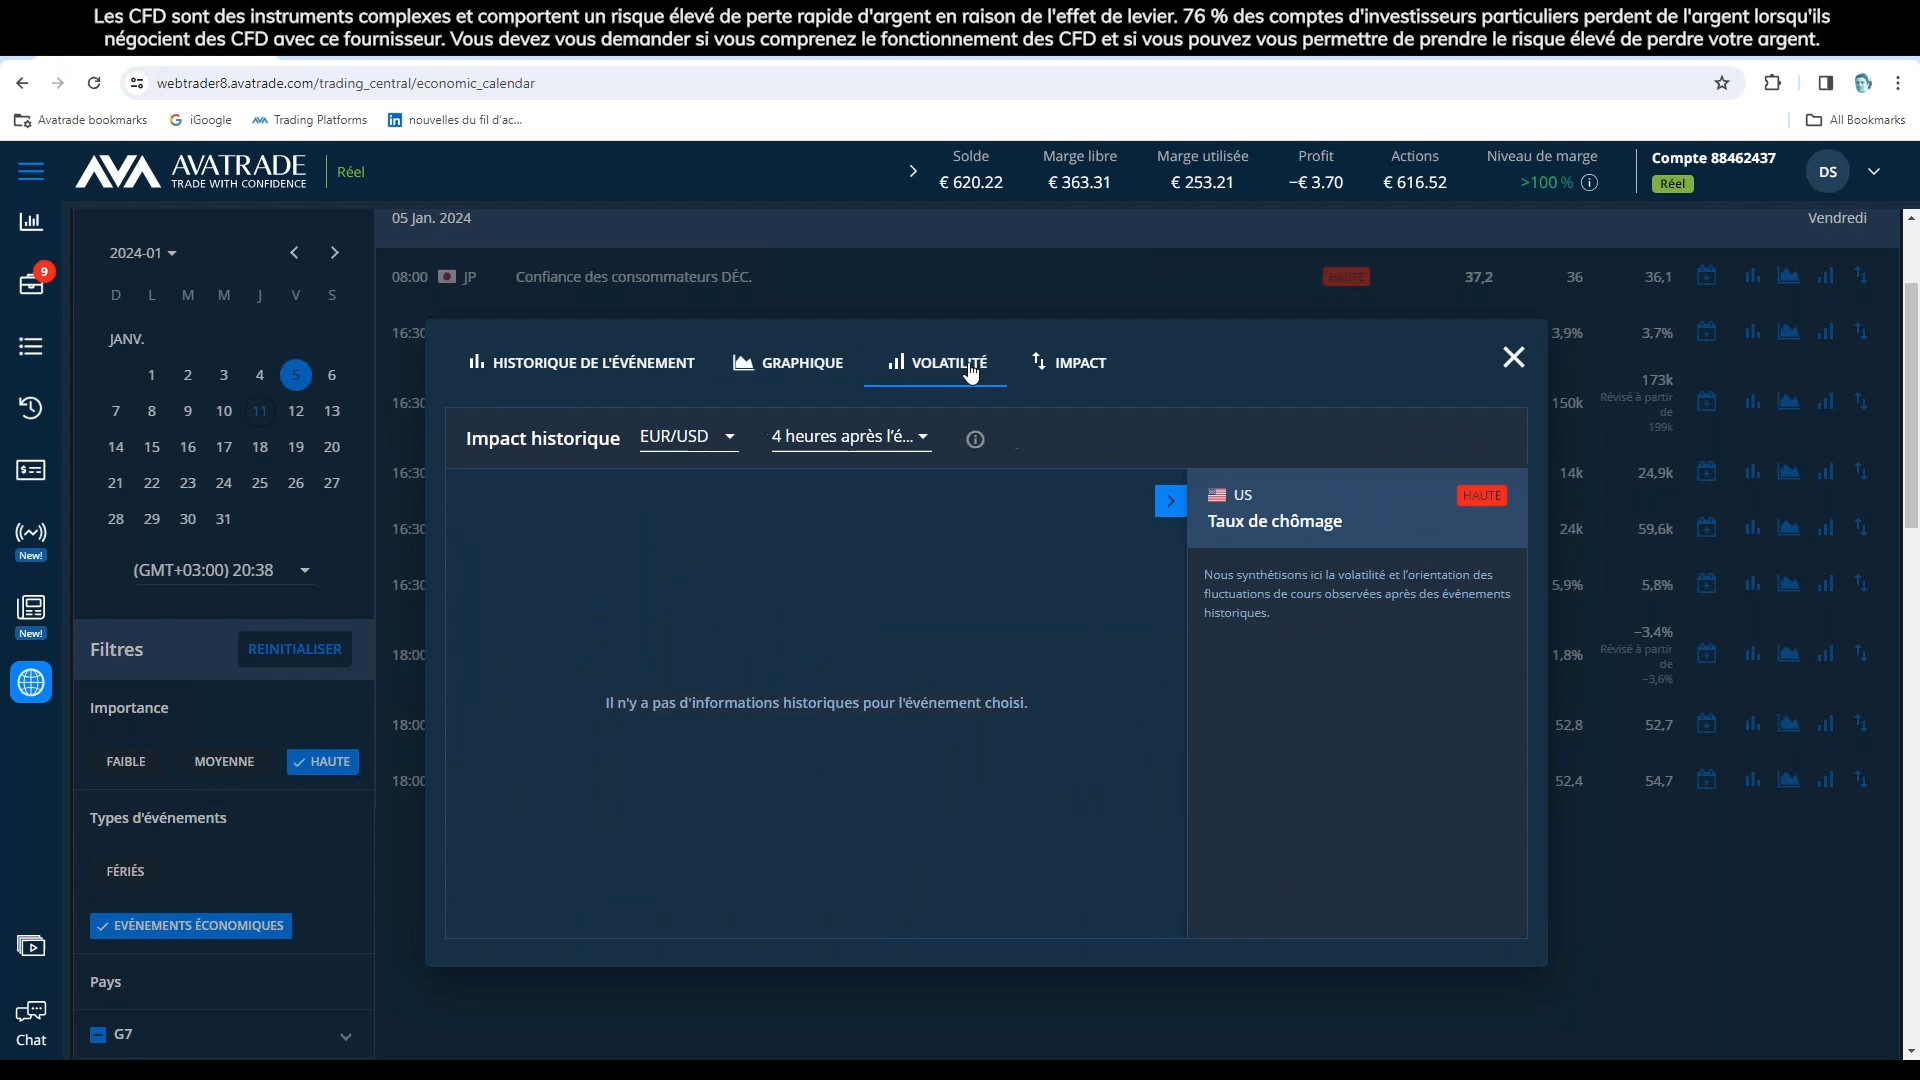 Les CFD sont des instruments complexes et comportent un risque élevé de perte rapide d'argent en raison de l'effet de levier. 76 % des comptes d'investisseurs particuliers perdent de l'argent lorsqu'ils
négocient des CFD avec ce fournisseur. Vous devez vous demander si vous comprenez le fonctionnement des CFD et si vous pouvez vous permettre de prendre le risque élevé de perdre votre argent.
webtrader8.avatrade.com/trading_central/economic_calendar
Avatrade bookmarks iGoogle Trading Platforms nouvelles du fil d'ac... All Bookmarks
AVATRADE
TRADE WITH CONFIDENCE
Réel
Solde Marge libre Marge utilisée Profit Actions Niveau de marge
€ 620.22 € 363.31 € 253.21 −€ 3.70 € 616.52 >100 %
Compte 88462437
Réel
DS
05 Jan. 2024 Vendredi
2024-01
D L M M J V S
JANV.
1 2 3 4 5 6
7 8 9 10 11 12 13
14 15 16 17 18 19 20
21 22 23 24 25 26 27
28 29 30 31
(GMT+03:00) 20:38
9
New!
New!
Chat
Filtres REINITIALISER
Importance
FAIBLE MOYENNE HAUTE
Types d'événements
FÉRIÉS
EVÉNEMENTS ÉCONOMIQUES
Pays
G7
08:00 JP Confiance des consommateurs DÉC. HAUTE 37,2 36 36,1
16:30 3,9% 3,7%
16:30 150k 173k
Révisé à partir
de
199k
16:30 14k 24,9k
16:30 24k 59,6k
16:30 5,9% 5,8%
18:00 1,8% −3,4%
Révisé à partir
de
−3,6%
18:00 52,8 52,7
18:00 52,4 54,7
HISTORIQUE DE L'ÉVÉNEMENT GRAPHIQUE VOLATILITÉ IMPACT
Impact historique EUR/USD 4 heures après l'é...
US HAUTE
Taux de chômage
Nous synthétisons ici la volatilité et l'orientation des
fluctuations de cours observées après des événements
historiques.
Il n'y a pas d'informations historiques pour l'événement choisi.